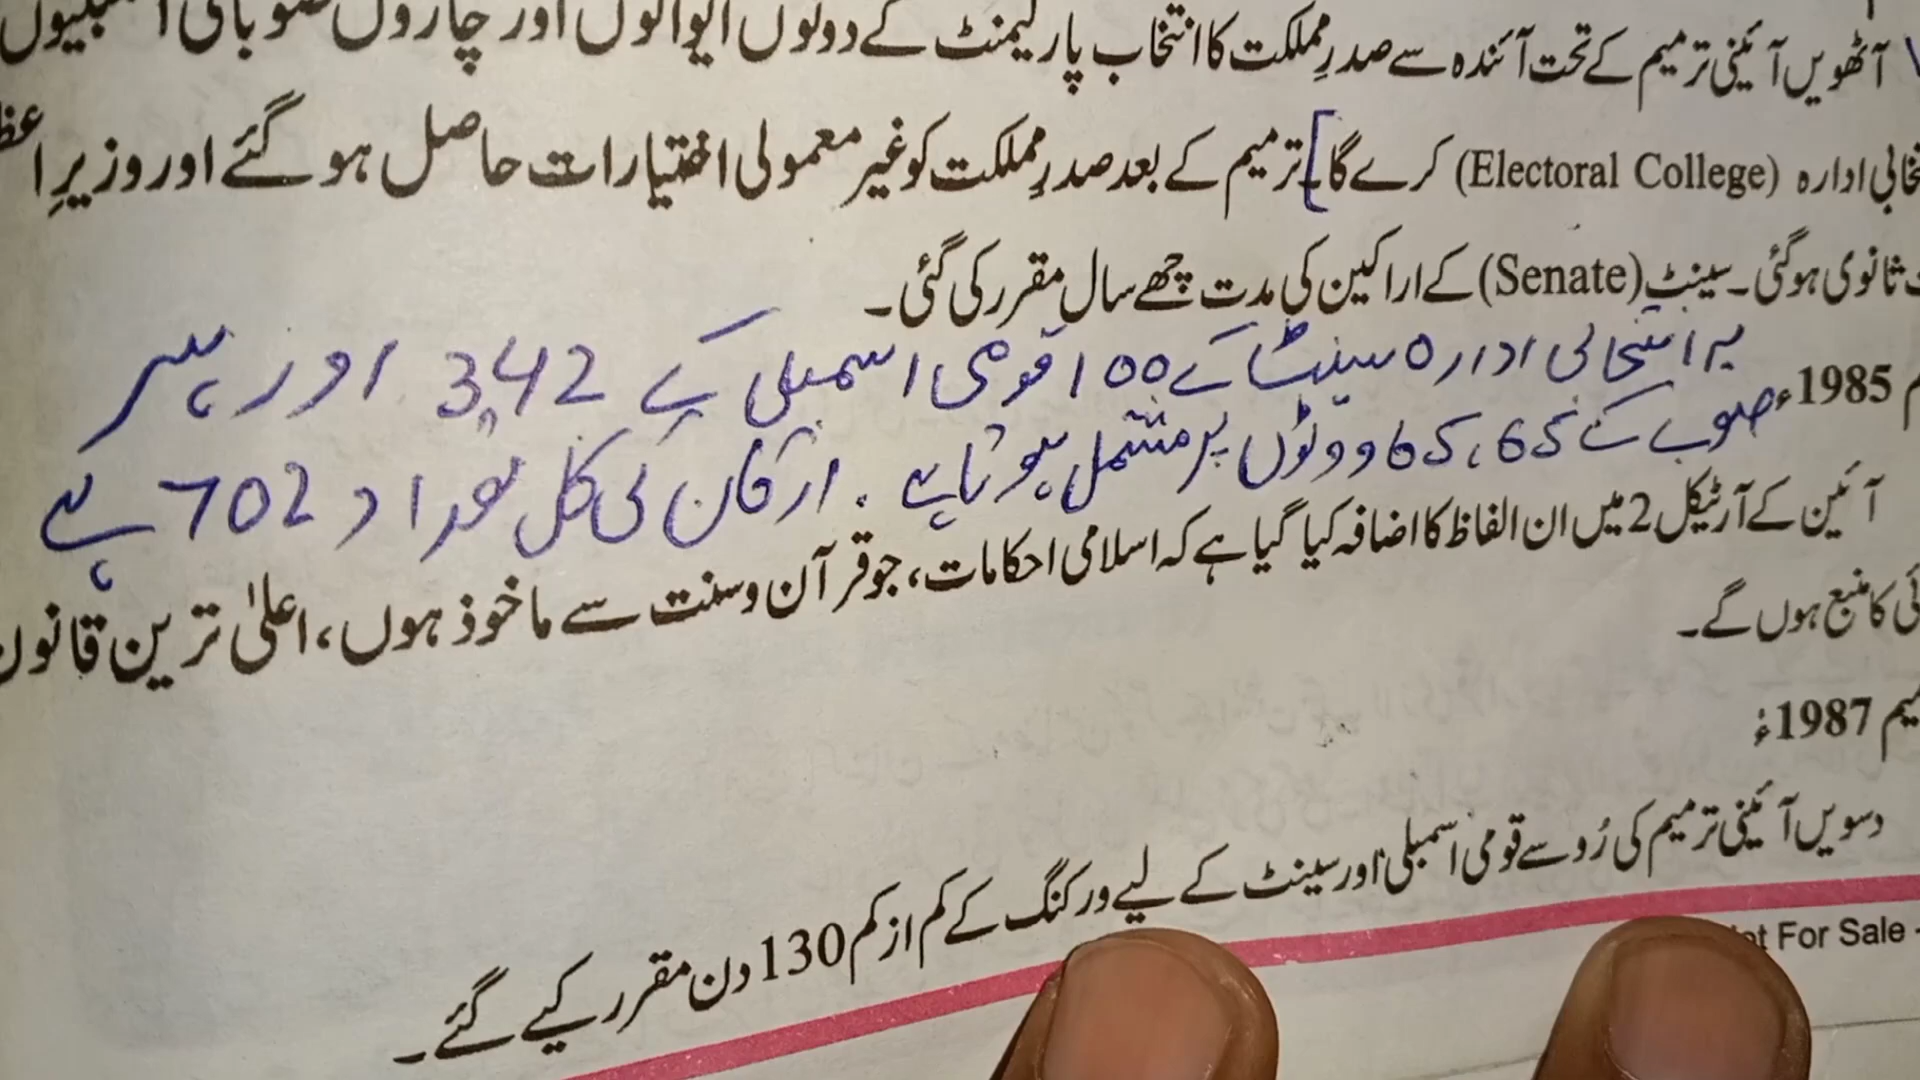 آٹھویں آئینی ترمیم کے تحت آئندہ سے صدرِ مملکت کا انتخاب پارلیمنٹ کے دونوں ایوانوں اور چاروں صوبائی
ادارہ (Electoral College) کرے گا] ترمیم کے بعد صدرِ مملکت کو غیر معمولی اختیارات حاصل ہو گئے اور وزیرِ
ثانوی ہو گئی۔ سینٹ (Senate) کے اراکین کی مدت چھے سال مقرر کی گئی۔
یہ انتخابی ادارہ سینٹ کے 100 قومی اسمبلی کے 342 اور ہر
1985ء
صوبے کے 65، 65 ووٹوں پر مشتمل ہوتا ہے۔ ارکان کی کل تعداد 702 ہے
آئین کے آرٹیکل 2 میں ان الفاظ کا اضافہ کیا گیا ہے کہ اسلامی احکامات، جو قرآن و سنت سے ماخوذ ہوں، اعلیٰ ترین قانون
کا منبع ہوں گے۔
1987ء
دسویں آئینی ترمیم کی رُو سے قومی اسمبلی اور سینٹ کے لیے ورکنگ کے کم از کم 130 دن مقرر کیے گئے۔
For Sale -